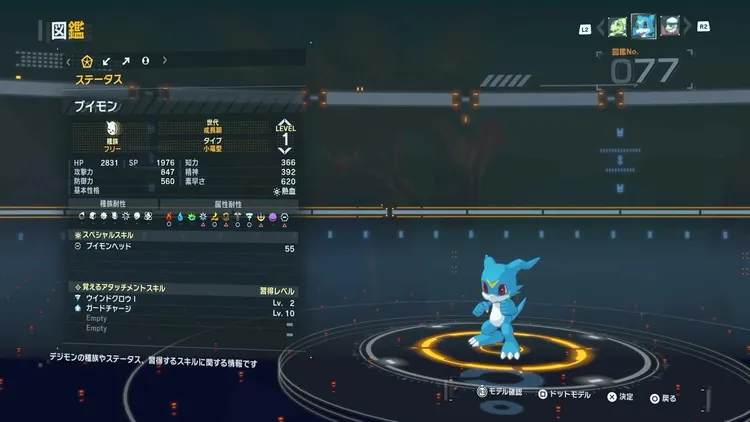 図鑑
L2
R2
図鑑No.
077
ステータス
ブイモン
種族
フリー
世代
成長期
タイプ
小竜型
LEVEL
1
HP 2831 SP 1976 知力 366
攻撃力 847 精神 392
防御力 560 素早さ 620
基本性格 熱血
種族耐性 属性耐性
スペシャルスキル
ブイモンヘッド 55
覚えるアタッチメントスキル 習得レベル
ウインドクロウⅠ Lv. 2
ガードチャージ Lv. 10
Empty
Empty
デジモンの種族やステータス、習得するスキルに関する情報です
R3 モデル確認 ドットモデル 決定 戻る